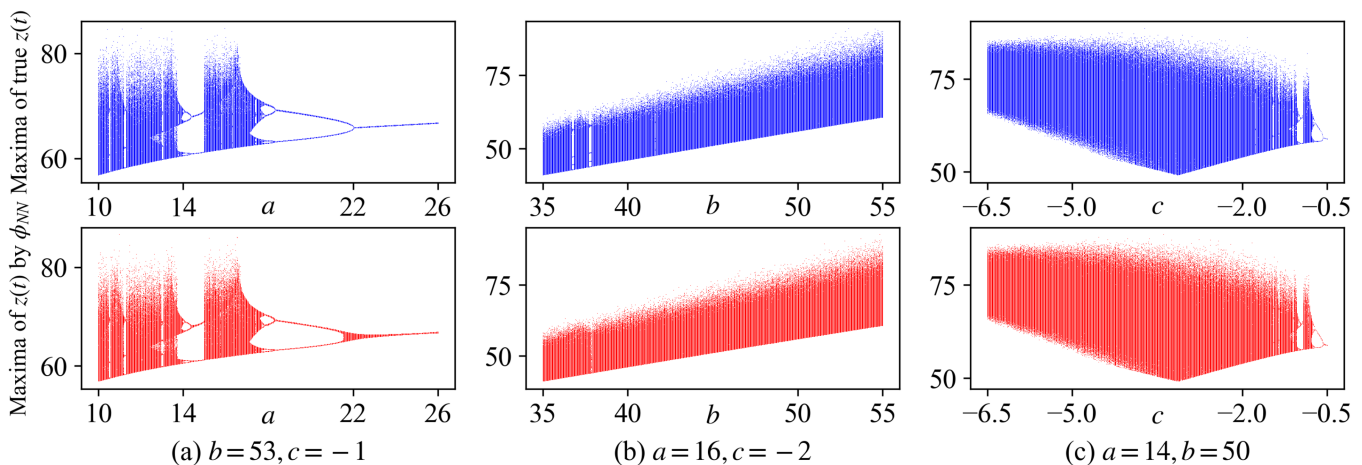 Maxima of true z(t)
80
60
10 14 a 22 26
75
50
35 40 b 50 55
75
50
−6.5 −5.0 c −2.0 −0.5
Maxima of z(t) by ϕNN
80
60
10 14 a 22 26
75
50
35 40 b 50 55
75
50
−6.5 −5.0 c −2.0 −0.5
(a) b=53, c= −1
(b) a=16, c= −2
(c) a=14, b=50